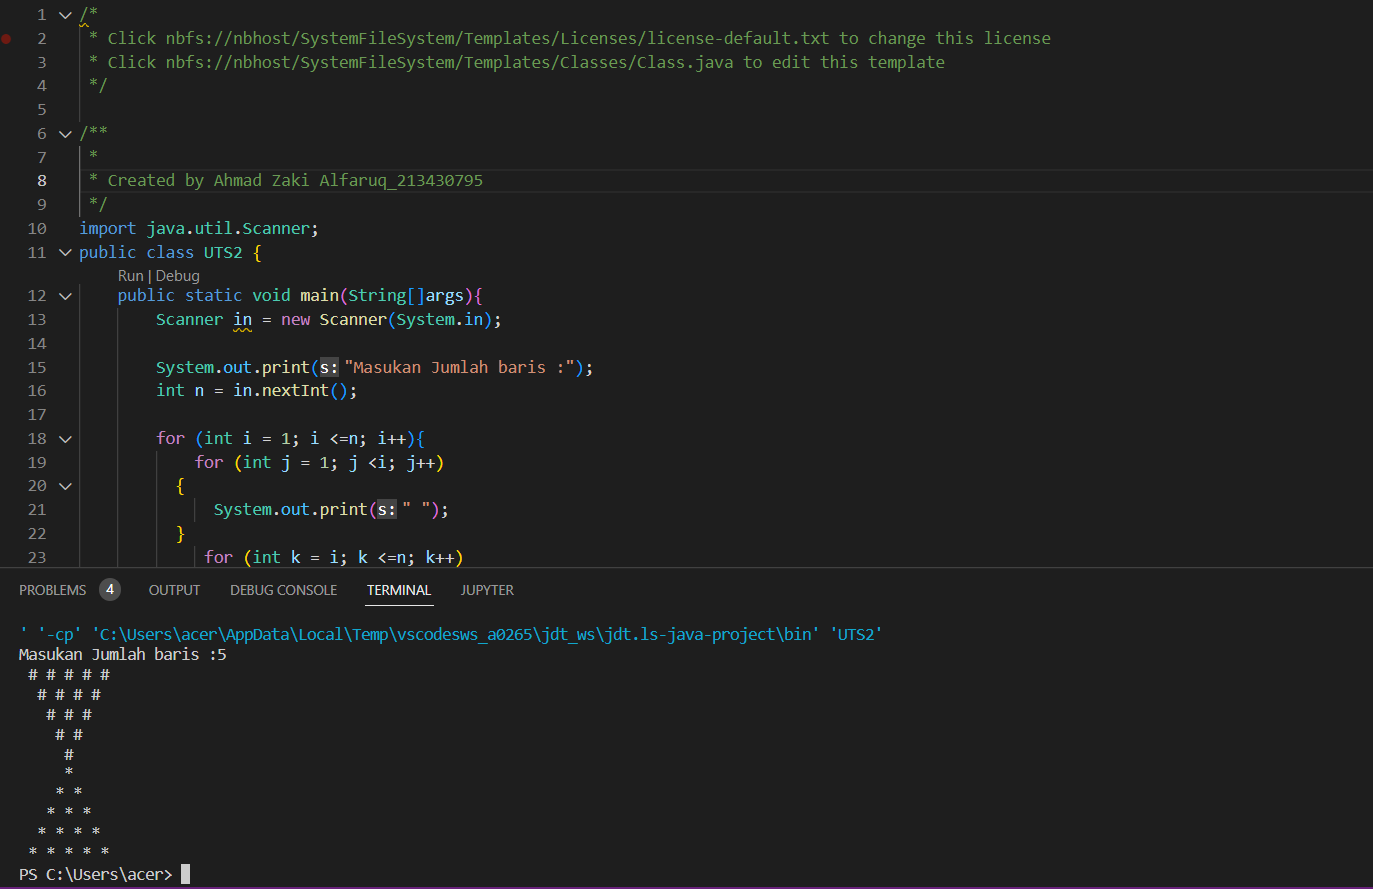 1 /*
2 * Click nbfs://nbhost/SystemFileSystem/Templates/Licenses/license-default.txt to change this license
3 * Click nbfs://nbhost/SystemFileSystem/Templates/Classes/Class.java to edit this template
4 */
5
6 /**
7 *
8 * Created by Ahmad Zaki Alfaruq_213430795
9 */
10 import java.util.Scanner;
11 public class UTS2 {
Run | Debug
12 public static void main(String[]args){
13 Scanner in = new Scanner(System.in);
14
15 System.out.print(s:"Masukan Jumlah baris :");
16 int n = in.nextInt();
17
18 for (int i = 1; i <=n; i++){
19 for (int j = 1; j <i; j++)
20 {
21 System.out.print(s:" ");
22 }
23 for (int k = i; k <=n; k++)
PROBLEMS 4 OUTPUT DEBUG CONSOLE TERMINAL JUPYTER
' '-cp' 'C:\Users\acer\AppData\Local\Temp\vscodesws_a0265\jdt_ws\jdt.ls-java-project\bin' 'UTS2'
Masukan Jumlah baris :5
 # # # # #
  # # # #
   # # #
    # #
     #
     *
    * *
   * * *
  * * * *
 * * * * *
PS C:\Users\acer>